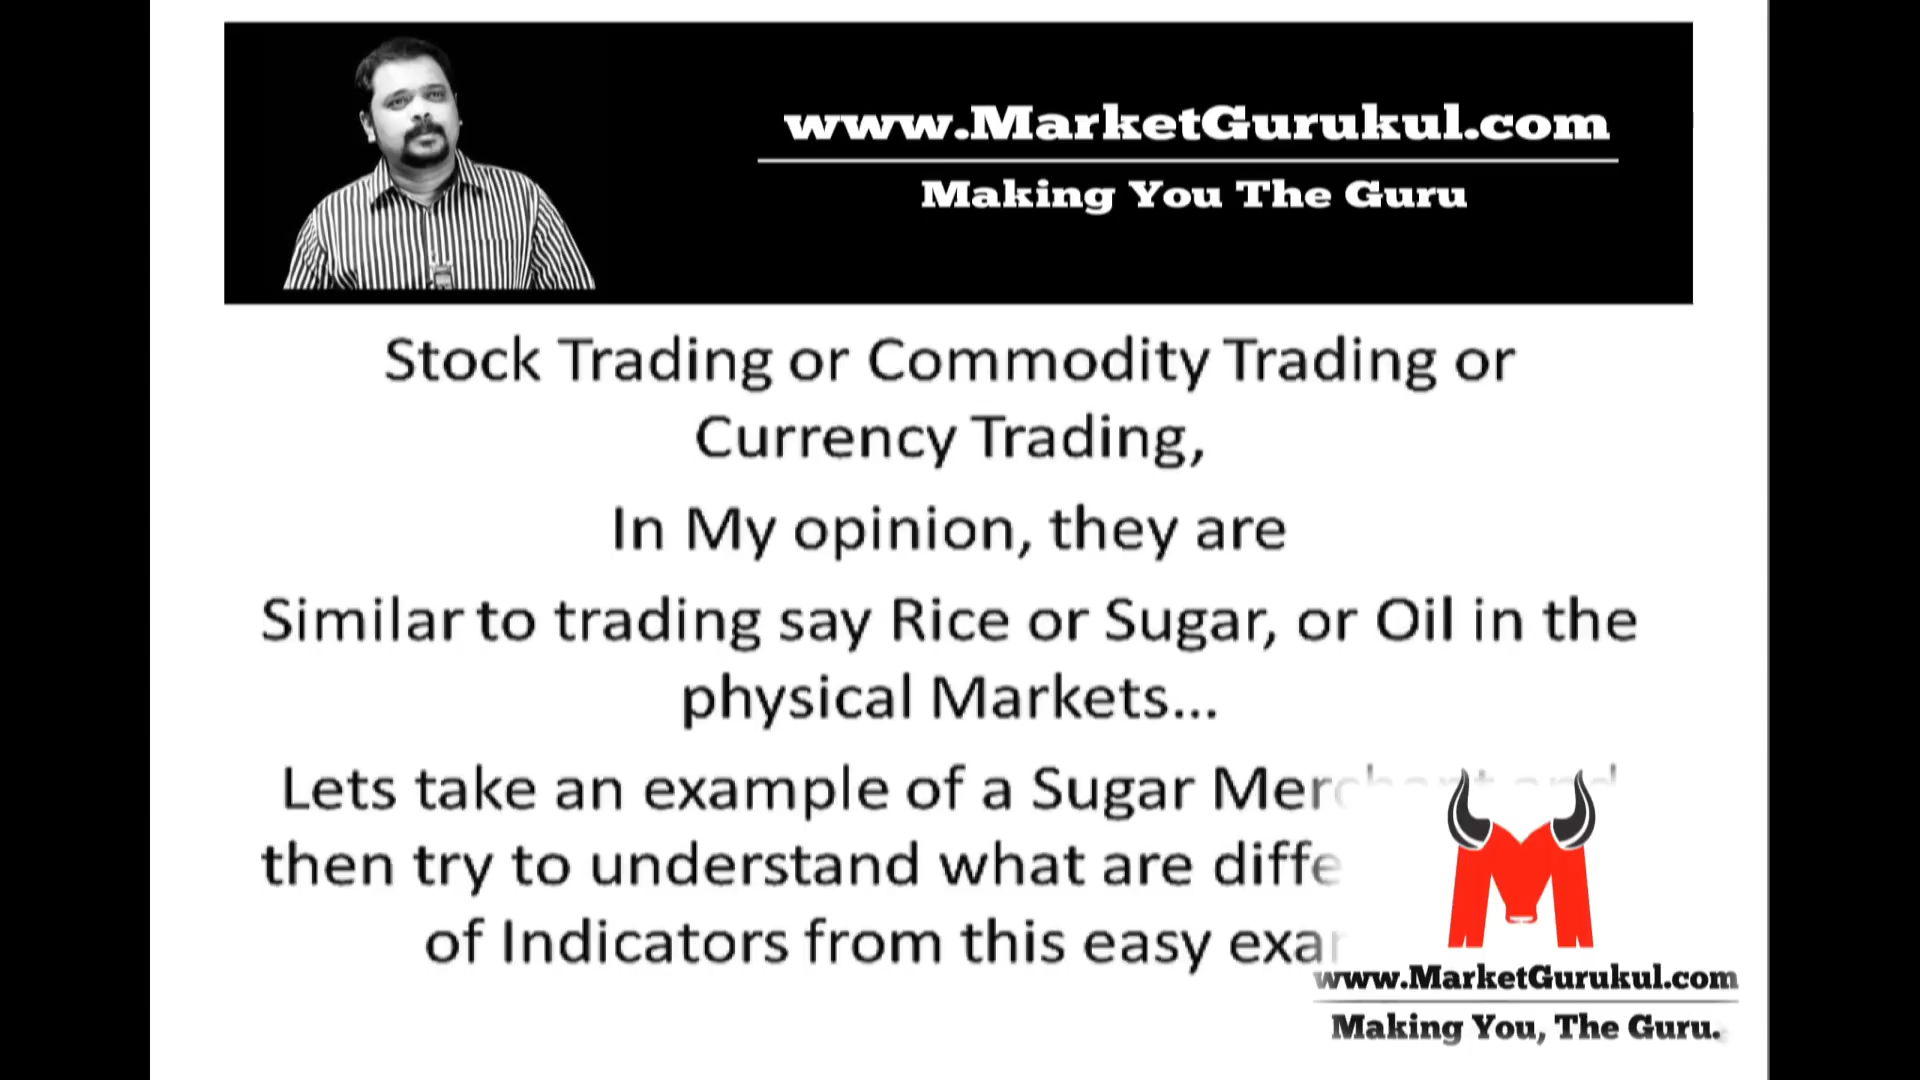 www.MarketGurukul.com
Making You The Guru
Stock Trading or Commodity Trading or
Currency Trading,
In My opinion, they are
Similar to trading say Rice or Sugar, or Oil in the
physical Markets...
Lets take an example of a Sugar Merchant and
then try to understand what are
of Indicators from this easy
www.MarketGurukul.com
Making You, The Guru.